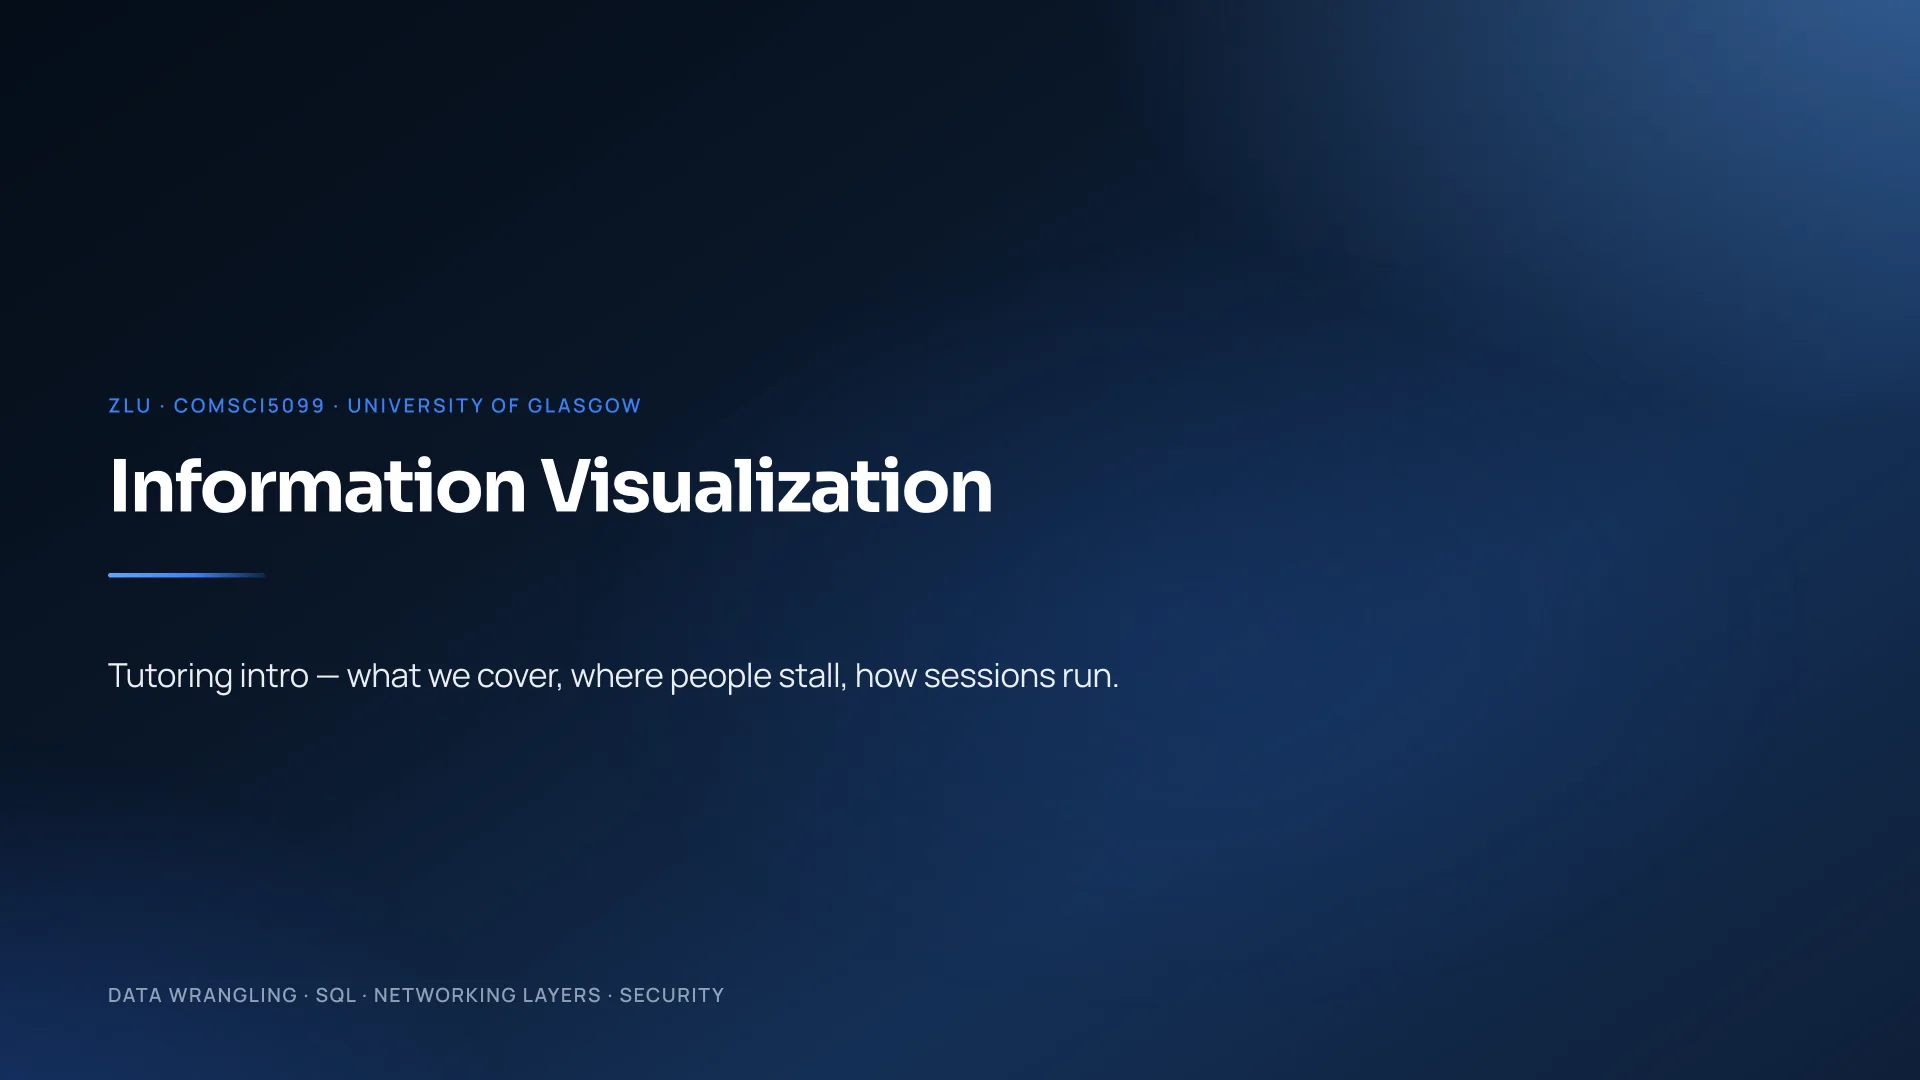 ZLU · COMSCI5099 · UNIVERSITY OF GLASGOW
Information Visualization
Tutoring intro — what we cover, where people stall, how sessions run.
DATA WRANGLING · SQL · NETWORKING LAYERS · SECURITY